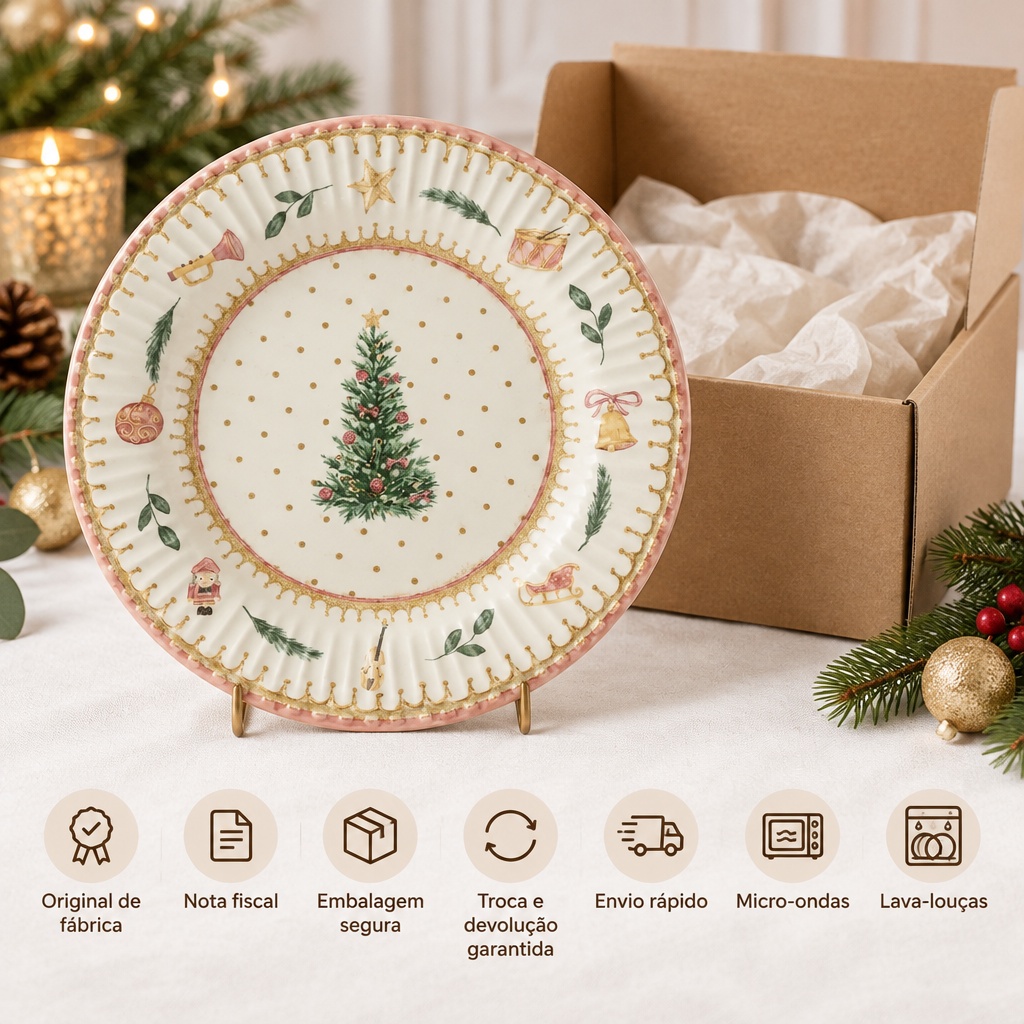 Original de
fábrica
Nota fiscal
Embalagem
segura
Troca e
devolução
garantida
Envio rápido
Micro-ondas
Lava-louças